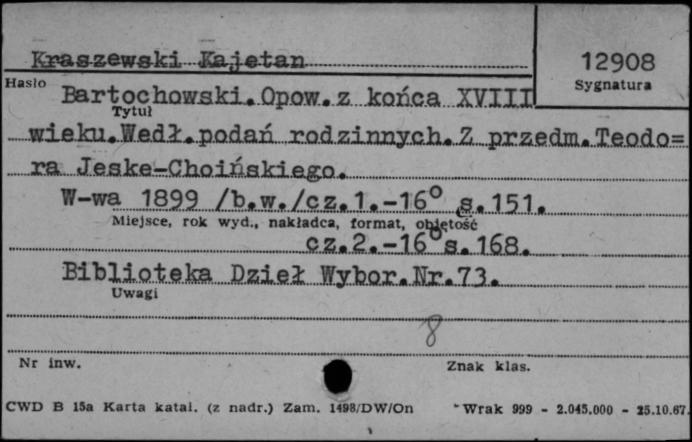 Kraszewski Kajetan
12908
Hasło
Sygnatura
Bartochowski.Opow.z końca XVIII
Tytuł
wieku.Wedł.podań rodzinnych.Z przedm.Teodo=
ra Jeske-Choińskiego.
W-wa 1899 /b.w./cz.1.-16° s.151.
Miejsce, rok wyd., nakładca, format, objętość
cz.2.-16°s.168.
Biblioteka Dzieł Wybor.Nr.73.
Uwagi
8
Nr inw.
Znak klas.
CWD B 15a Karta katal. (z nadr.) Zam. 1498/DW/On
Wrak 999 - 2.045.000 - 25.10.67.